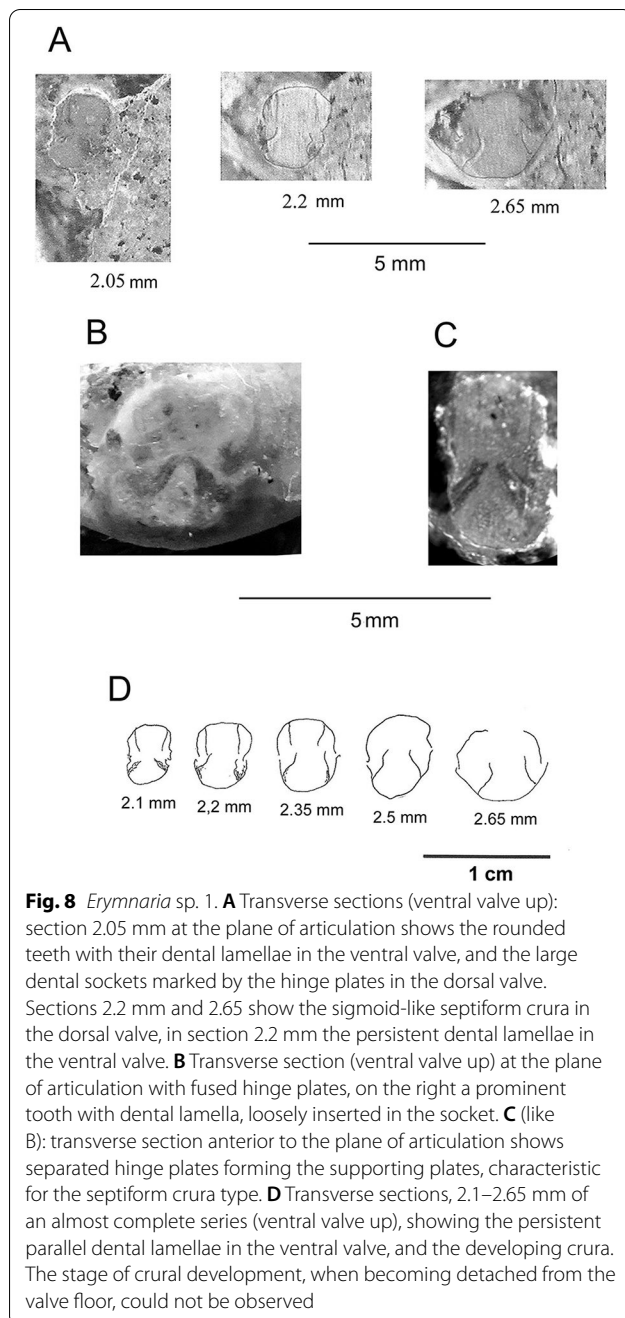 A
2.05 mm
2.2 mm
2.65 mm
5 mm
B
C
5 mm
D
2.1 mm
2,2 mm
2.35 mm
2.5 mm
2.65 mm
1 cm
Fig. 8 Erymnaria sp. 1. A Transverse sections (ventral valve up):
section 2.05 mm at the plane of articulation shows the rounded
teeth with their dental lamellae in the ventral valve, and the large
dental sockets marked by the hinge plates in the dorsal valve.
Sections 2.2 mm and 2.65 show the sigmoid-like septiform crura in
the dorsal valve, in section 2.2 mm the persistent dental lamellae in
the ventral valve. B Transverse section (ventral valve up) at the plane
of articulation with fused hinge plates, on the right a prominent
tooth with dental lamella, loosely inserted in the socket. C (like
B): transverse section anterior to the plane of articulation shows
separated hinge plates forming the supporting plates, characteristic
for the septiform crura type. D Transverse sections, 2.1–2.65 mm of
an almost complete series (ventral valve up), showing the persistent
parallel dental lamellae in the ventral valve, and the developing crura.
The stage of crural development, when becoming detached from the
valve floor, could not be observed